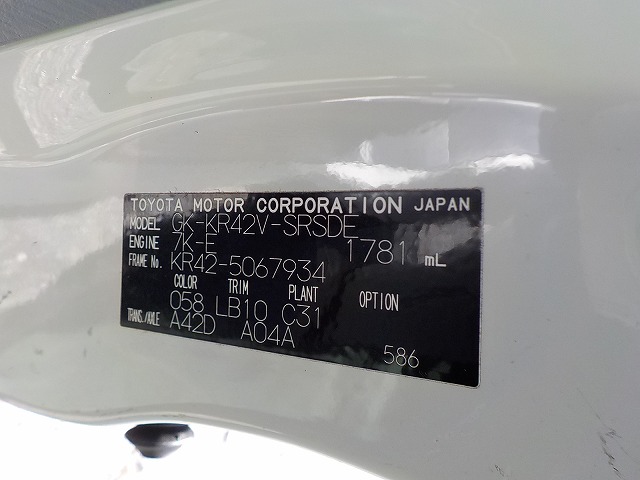 TOYOTA MOTOR CORPORATION JAPAN
MODEL GK-KR42V-SRSDE
ENGINE 7K-E 1781 mL
FRAME No. KR42-5067934
COLOR TRIM PLANT OPTION
058 LB10 C31
TRANS./AXLE A42D A04A 586